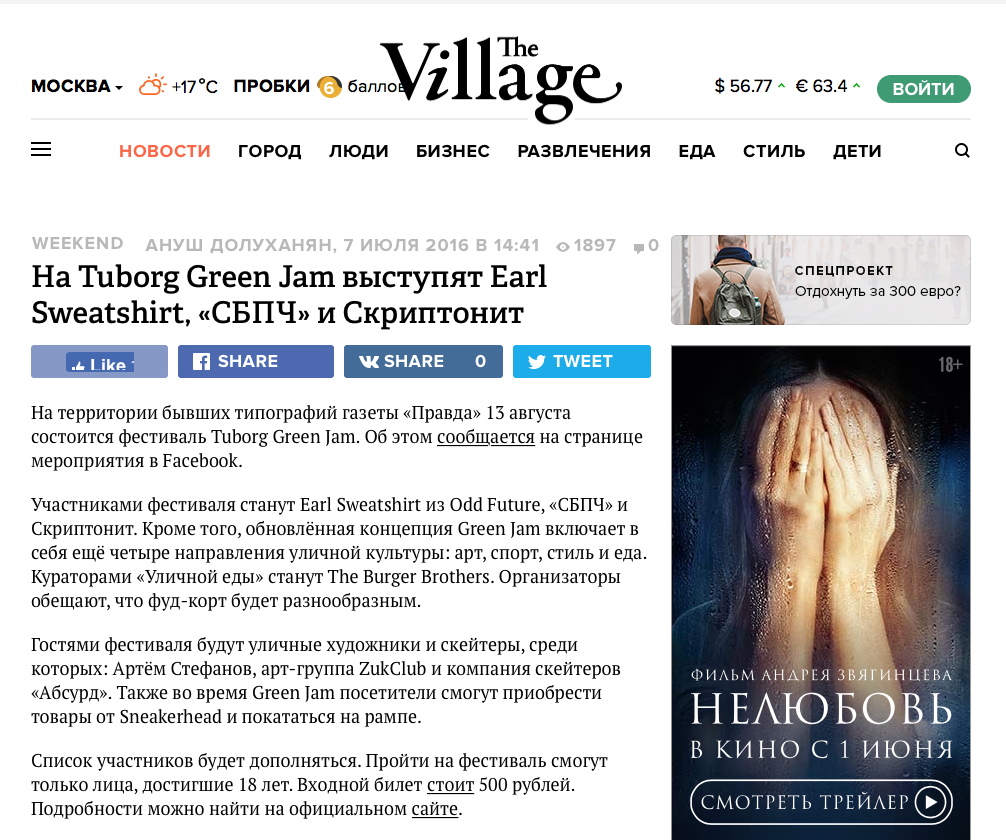 The
Village
МОСКВА
+17°C
ПРОБКИ
6
баллов
$ 56.77
€ 63.4
ВОЙТИ
НОВОСТИ ГОРОД ЛЮДИ БИЗНЕС РАЗВЛЕЧЕНИЯ ЕДА СТИЛЬ ДЕТИ
WEEKEND АНУШ ДОЛУХАНЯН, 7 ИЮЛЯ 2016 В 14:41 1897 0
На Tuborg Green Jam выступят Earl
Sweatshirt, «СБПЧ» и Скриптонит
Like
SHARE
SHARE 0
TWEET
На территории бывших типографий газеты «Правда» 13 августа
состоится фестиваль Tuborg Green Jam. Об этом сообщается на странице
мероприятия в Facebook.
Участниками фестиваля станут Earl Sweatshirt из Odd Future, «СБПЧ» и
Скриптонит. Кроме того, обновлённая концепция Green Jam включает в
себя ещё четыре направления уличной культуры: арт, спорт, стиль и еда.
Кураторами «Уличной еды» станут The Burger Brothers. Организаторы
обещают, что фуд-корт будет разнообразным.
Гостями фестиваля будут уличные художники и скейтеры, среди
которых: Артём Стефанов, арт-группа ZukClub и компания скейтеров
«Абсурд». Также во время Green Jam посетители смогут приобрести
товары от Sneakerhead и покататься на рампе.
Список участников будет дополняться. Пройти на фестиваль смогут
только лица, достигшие 18 лет. Входной билет стоит 500 рублей.
Подробности можно найти на официальном сайте.
СПЕЦПРОЕКТ
Отдохнуть за 300 евро?
18+
ФИЛЬМ АНДРЕЯ ЗВЯГИНЦЕВА
НЕЛЮБОВЬ
В КИНО С 1 ИЮНЯ
СМОТРЕТЬ ТРЕЙЛЕР